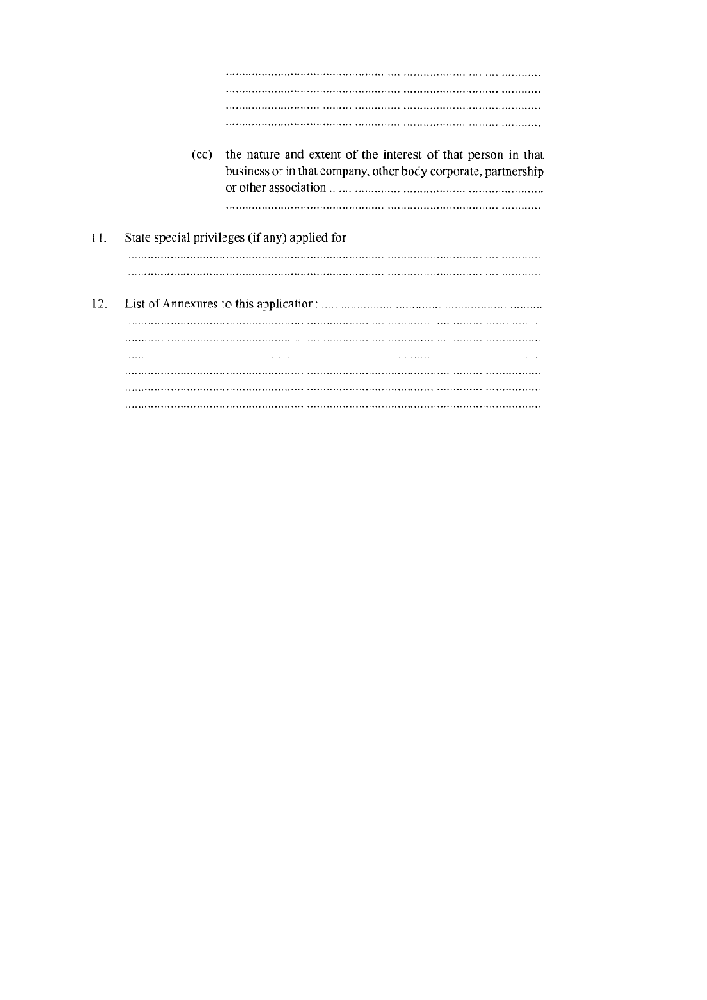 (cc) the nature and extent of the interest of that person in that
business or in that company, other body corporate, partnership
or other association ..................................................................
11. State special privileges (if any) applied for
12. List of Annexures to this application: ....................................................................